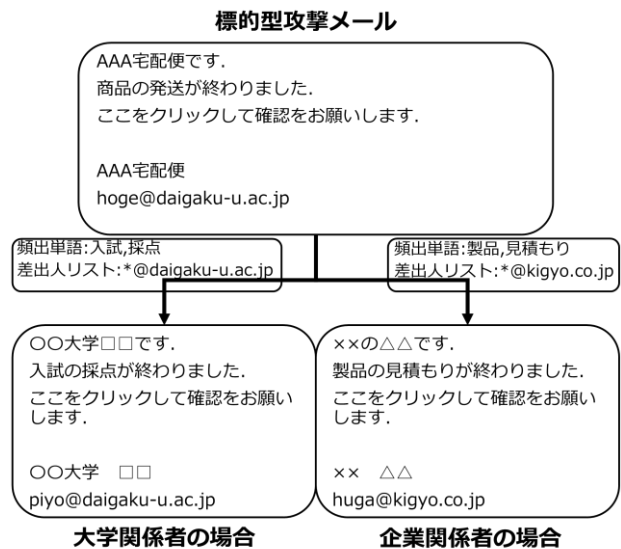 標的型攻撃メール
AAA宅配便です.
商品の発送が終わりました.
ここをクリックして確認をお願いします.
AAA宅配便
hoge@daigaku-u.ac.jp
頻出単語:入試,採点
差出人リスト:*@daigaku-u.ac.jp
頻出単語:製品,見積もり
差出人リスト:*@kigyo.co.jp
〇〇大学□□です.
入試の採点が終わりました.
ここをクリックして確認をお願い
します.
〇〇大学　□□
piyo@daigaku-u.ac.jp
××の△△です.
製品の見積もりが終わりました.
ここをクリックして確認をお願い
します.
××　△△
huga@kigyo.co.jp
大学関係者の場合
企業関係者の場合